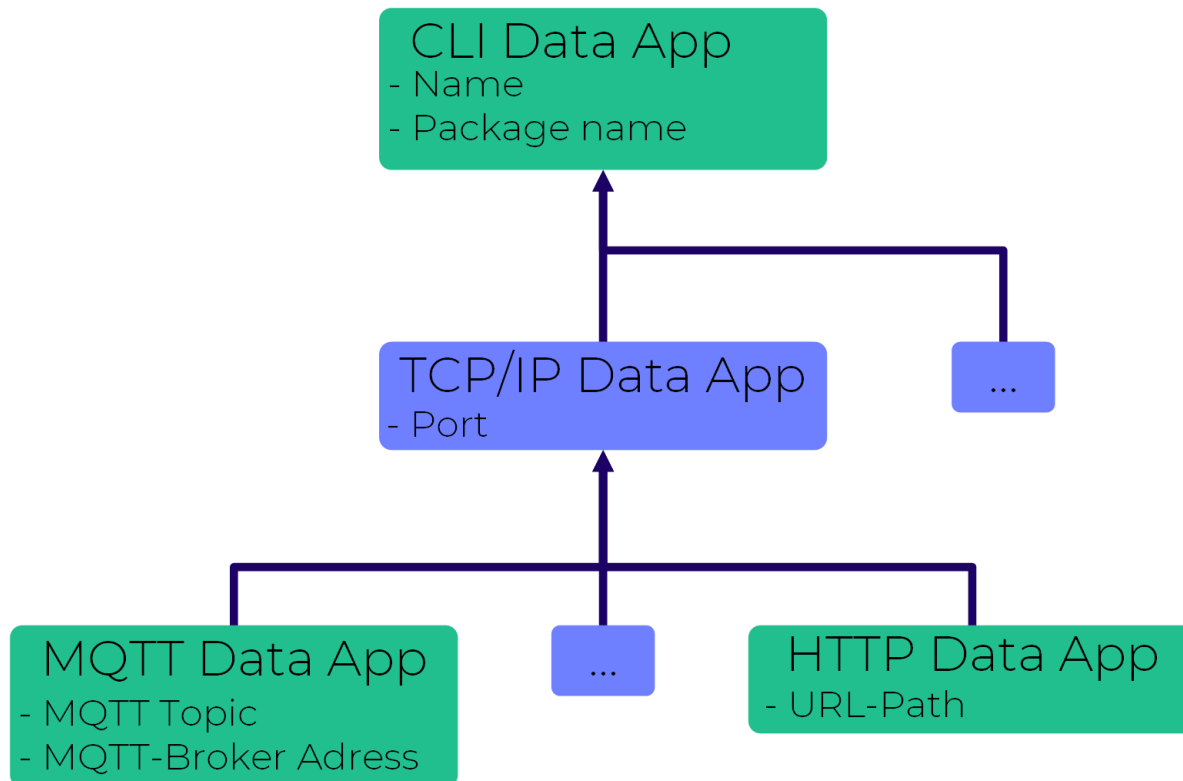 CLI Data App
- Name
- Package name
TCP/IP Data App
- Port
...
MQTT Data App
- MQTT Topic
- MQTT-Broker Adress
...
HTTP Data App
- URL-Path